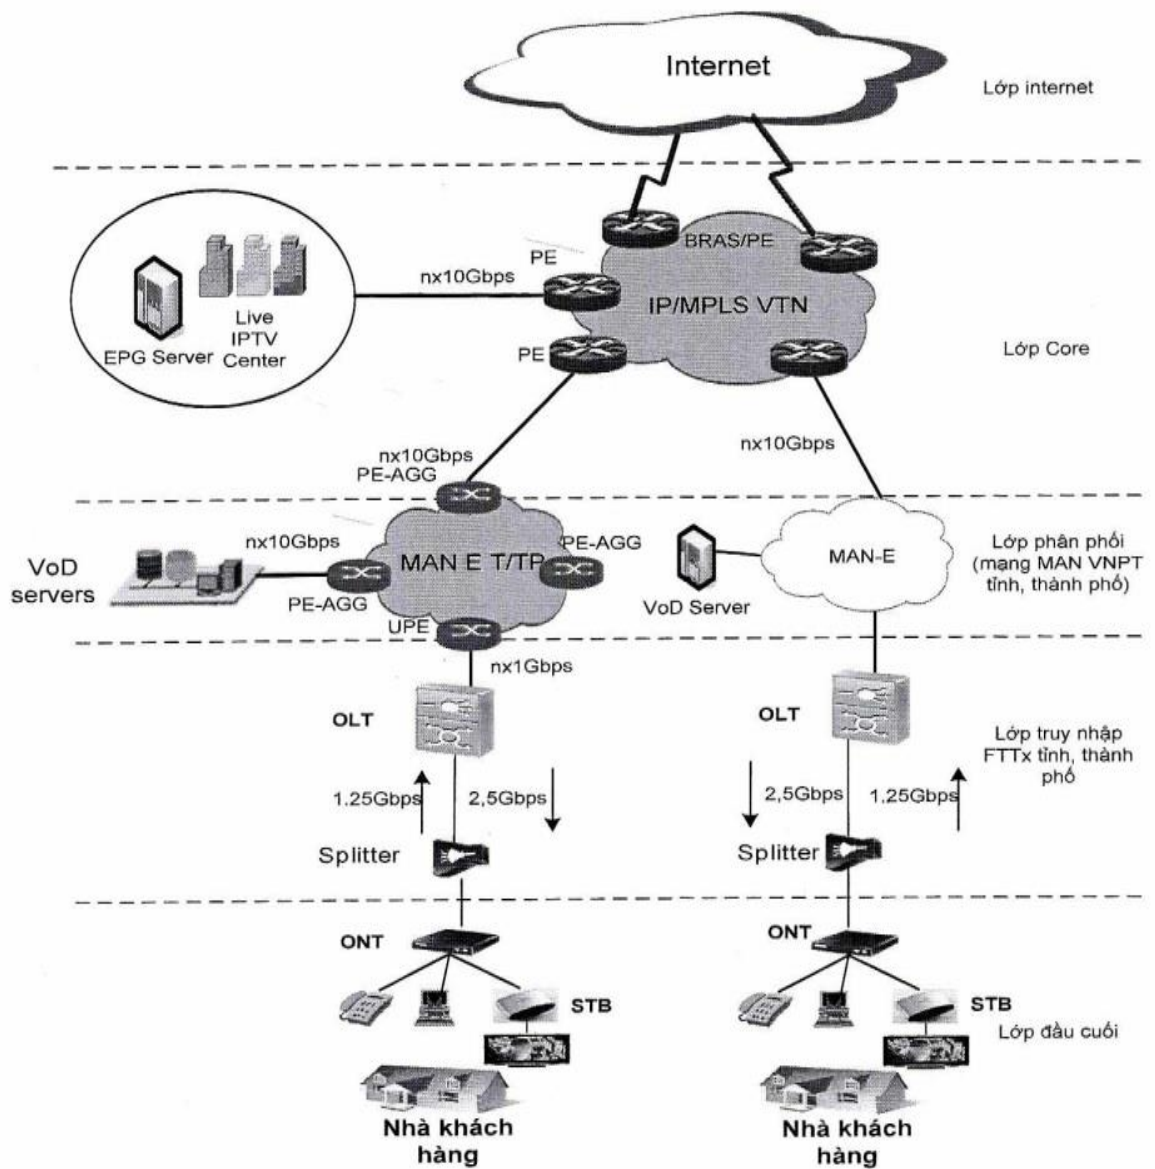 Internet
Lớp internet
BRAS/PE
PE
nx10Gbps
IP/MPLS VTN
Live
IPTV
Center
EPG Server
PE
Lớp Core
nx10Gbps
PE-AGG
nx10Gbps
nx10Gbps
MAN E T/TP
PE-AGG
MAN-E
Lớp phân phối
(mạng MAN VNPT
tỉnh, thành phố)
VoD
servers
PE-AGG
VoD Server
UPE
nx1Gbps
OLT
OLT
Lớp truy nhập
FTTx tỉnh, thành
phố
1.25Gbps
2,5Gbps
2,5Gbps
1,25Gbps
Splitter
Splitter
ONT
ONT
STB
STB
Lớp đầu cuối
Nhà khách
hàng
Nhà khách
hàng